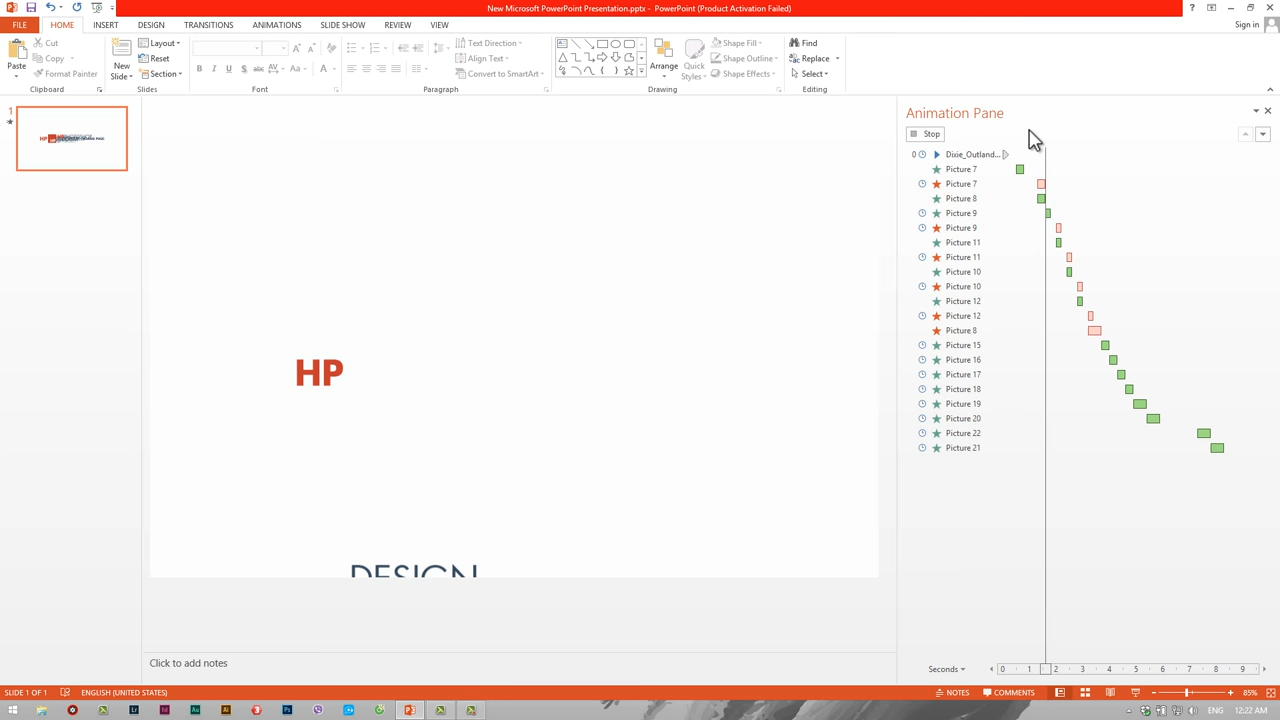 New Microsoft PowerPoint Presentation.pptx - PowerPoint (Product Activation Failed)
FILE HOME INSERT DESIGN TRANSITIONS ANIMATIONS SLIDE SHOW REVIEW VIEW Sign in
Paste Cut Copy Format Painter
New Slide Layout Reset Section
Text Direction Align Text Convert to SmartArt
Arrange Quick Styles Shape Fill Shape Outline Shape Effects
Find Replace Select
Clipboard Slides Font Paragraph Drawing Editing
1
Animation Pane
Stop
0 Dixie_Outland...
Picture 7
Picture 7
Picture 8
Picture 9
Picture 9
Picture 11
Picture 11
Picture 10
Picture 10
Picture 12
Picture 12
Picture 8
Picture 15
Picture 16
Picture 17
Picture 18
Picture 19
Picture 20
Picture 22
Picture 21
HP
DESIGN
Click to add notes
Seconds 0 1 2 3 4 5 6 7 8 9
SLIDE 1 OF 1 ENGLISH (UNITED STATES) NOTES COMMENTS 85%
ENG 12:22 AM